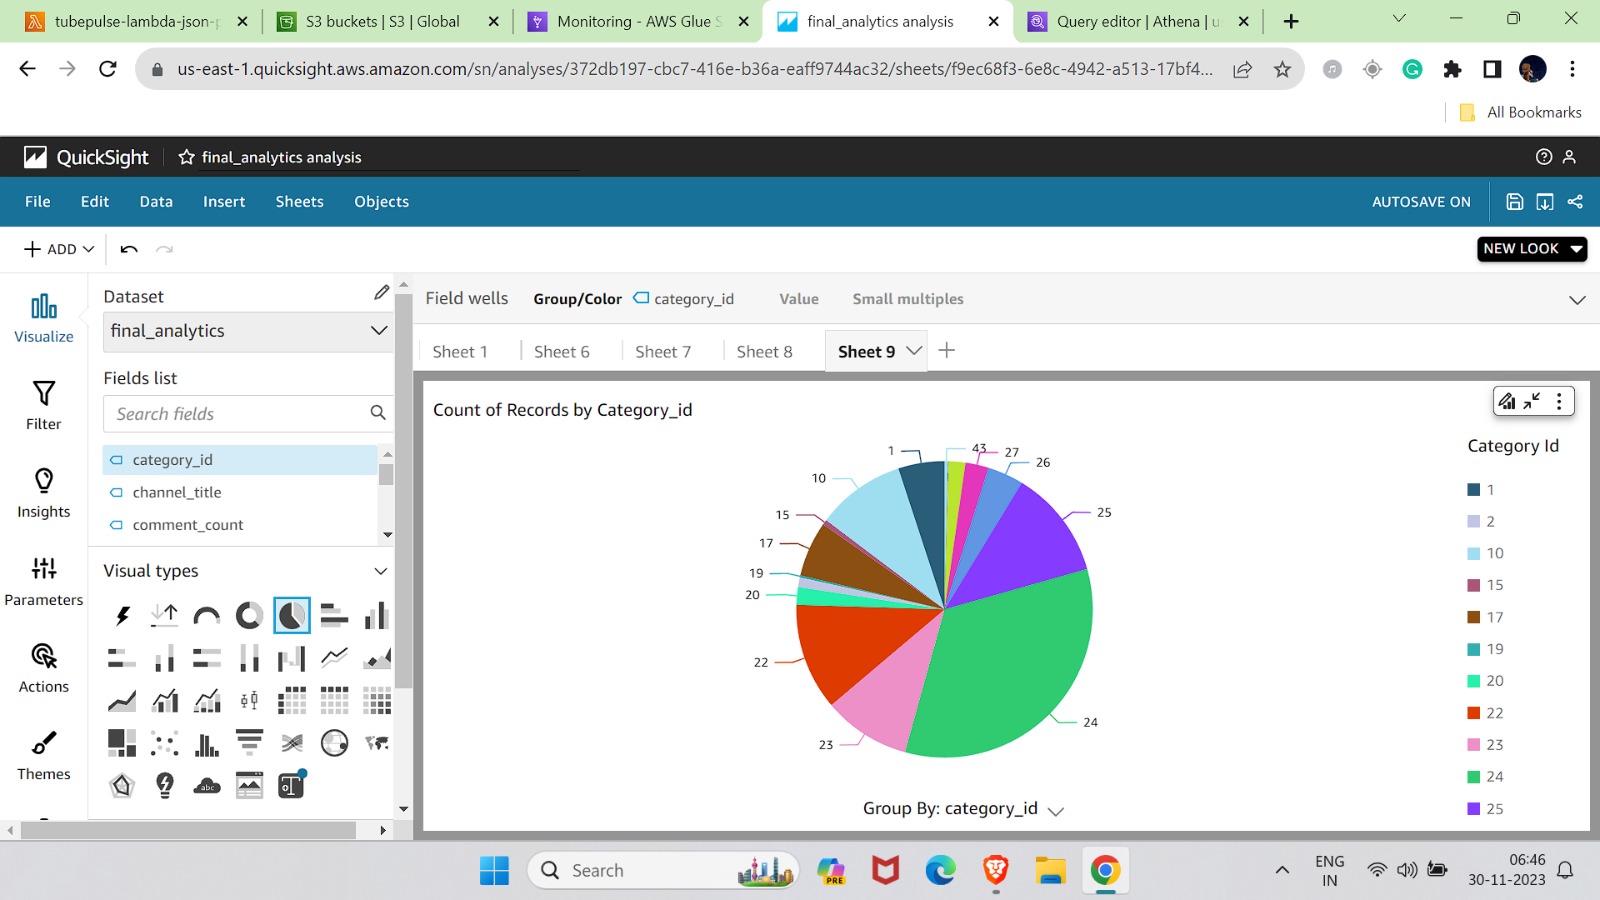 tubepulse-lambda-json-p
S3 buckets | S3 | Global
Monitoring - AWS Glue S
final_analytics analysis
Query editor | Athena | u
us-east-1.quicksight.aws.amazon.com/sn/analyses/372db197-cbc7-416e-b36a-eaff9744ac32/sheets/f9ec68f3-6e8c-4942-a513-17bf4...
All Bookmarks
QuickSight
final_analytics analysis
File Edit Data Insert Sheets Objects
AUTOSAVE ON
ADD
NEW LOOK
Visualize
Filter
Insights
Parameters
Actions
Themes
Dataset
final_analytics
Fields list
Search fields
category_id
channel_title
comment_count
Visual types
abc
Field wells Group/Color category_id Value Small multiples
Sheet 1 Sheet 6 Sheet 7 Sheet 8 Sheet 9
Count of Records by Category_id
1
43
27
26
10
25
15
17
19
20
22
24
23
Group By: category_id
Category Id
1
2
10
15
17
19
20
22
23
24
25
Search
PRE
ENG
IN
06:46
30-11-2023